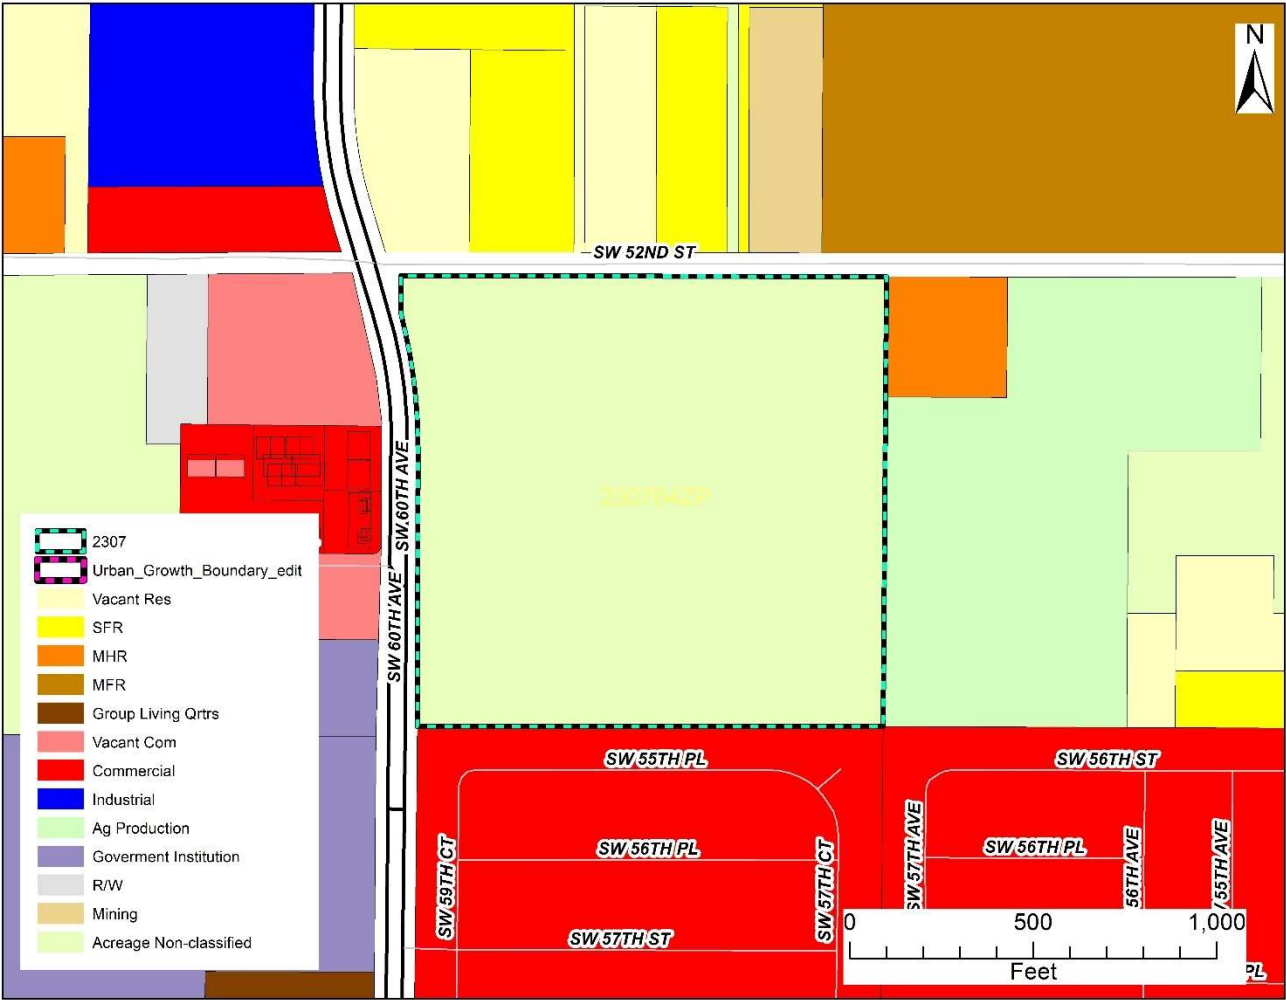 N
SW 52ND ST
SW 60TH AVE
SW 60TH AVE
2307
Urban_Growth_Boundary_edit
Vacant Res
SFR
MHR
MFR
Group Living Qrtrs
Vacant Com
Commercial
Industrial
Ag Production
Goverment Institution
R/W
Mining
Acreage Non-classified
SW 55TH PL
SW 56TH ST
SW 56TH PL
SW 56TH PL
SW 59TH CT
SW 57TH CT
SW 57TH AVE
56TH AVE
55TH AVE
SW 57TH ST
0 500 1,000
Feet
PL